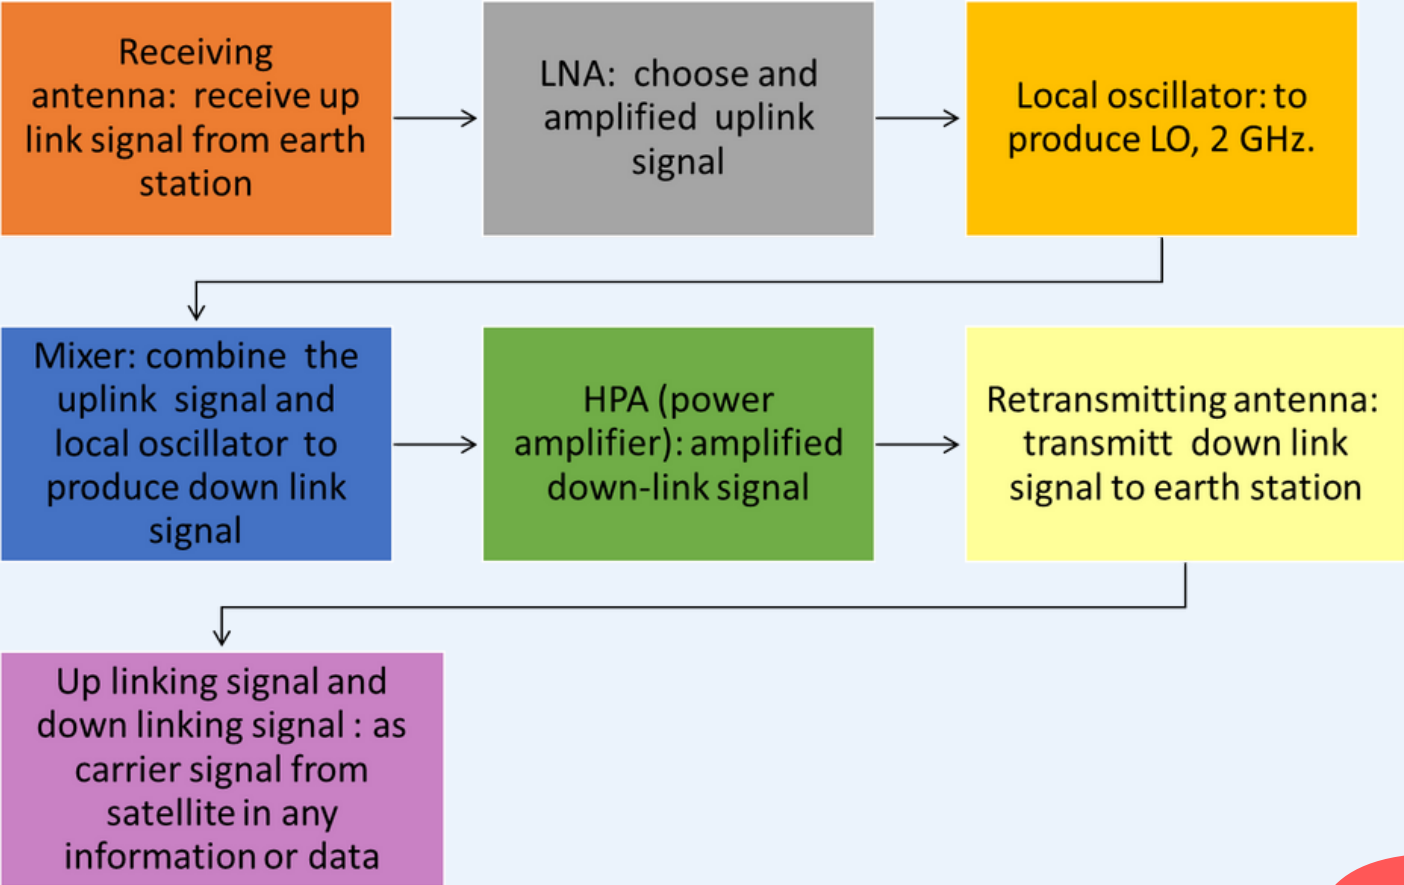 Receiving
antenna: receive up
link signal from earth
station
LNA: choose and
amplified uplink
signal
Local oscillator: to
produce LO, 2 GHz.
Mixer: combine the
uplink signal and
local oscillator to
produce down link
signal
HPA (power
amplifier): amplified
down-link signal
Retransmitting antenna:
transmitt down link
signal to earth station
Up linking signal and
down linking signal : as
carrier signal from
satellite in any
information or data